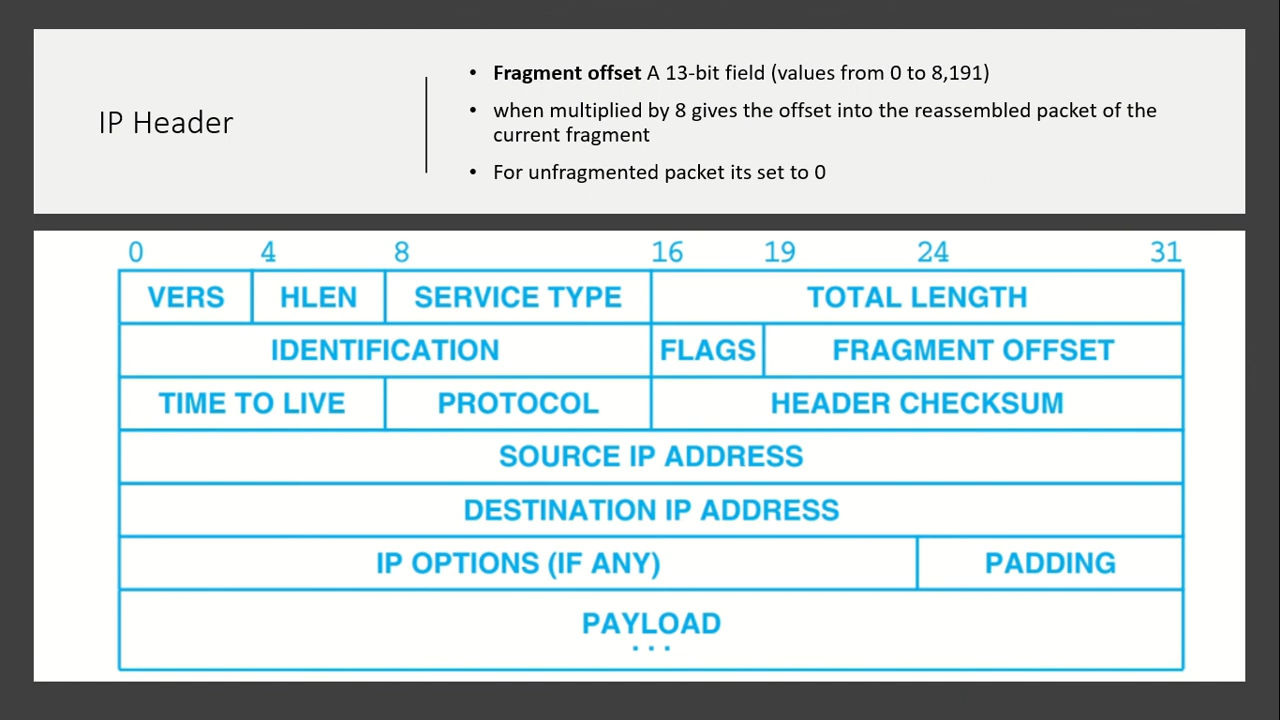 IP Header
• Fragment offset A 13-bit field (values from 0 to 8,191)
• when multiplied by 8 gives the offset into the reassembled packet of the
current fragment
• For unfragmented packet its set to 0
0 4 8 16 19 24 31
VERS HLEN SERVICE TYPE TOTAL LENGTH
IDENTIFICATION FLAGS FRAGMENT OFFSET
TIME TO LIVE PROTOCOL HEADER CHECKSUM
SOURCE IP ADDRESS
DESTINATION IP ADDRESS
IP OPTIONS (IF ANY) PADDING
PAYLOAD
...